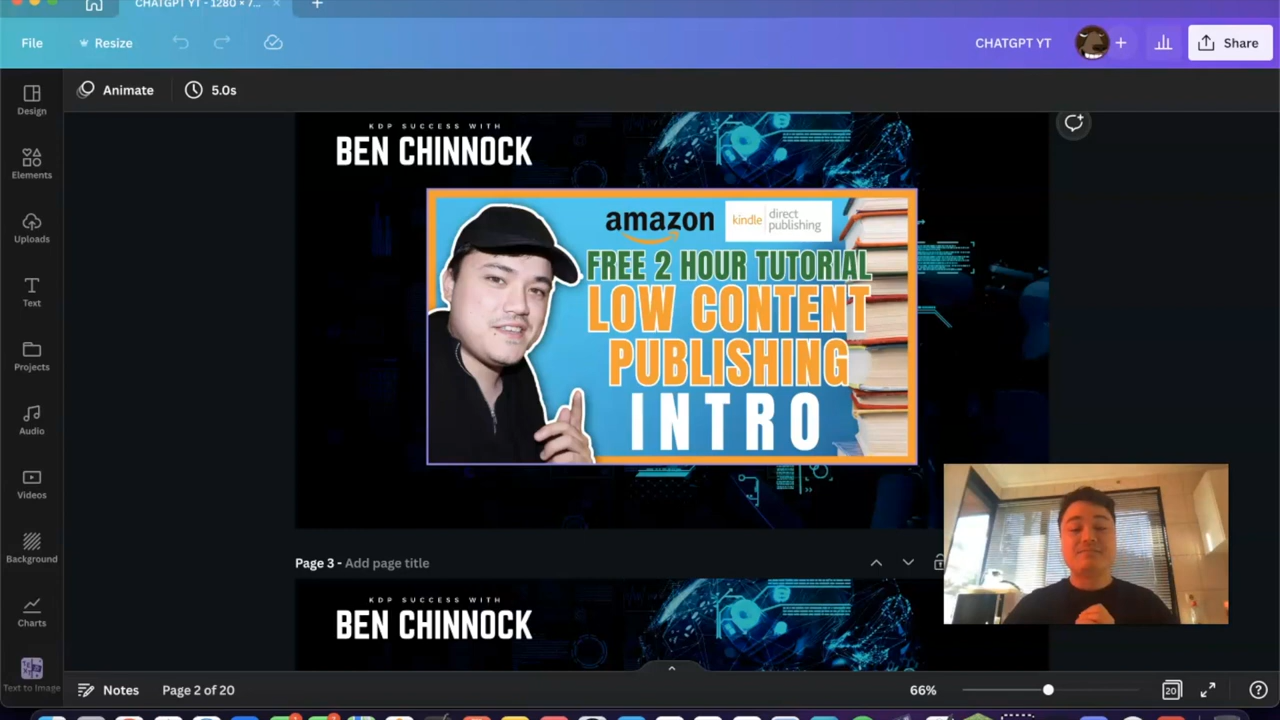 CHATGPT YT - 1280 × 7...
File
Resize
CHATGPT YT
Share
Animate
5.0s
Design
Elements
Uploads
Text
Projects
Audio
Videos
Background
Charts
Text to Image
KDP SUCCESS WITH
BEN CHINNOCK
amazon
kindle direct publishing
FREE 2 HOUR TUTORIAL
LOW CONTENT
PUBLISHING
INTRO
Page 3 - Add page title
KDP SUCCESS WITH
BEN CHINNOCK
Notes
Page 2 of 20
66%
20